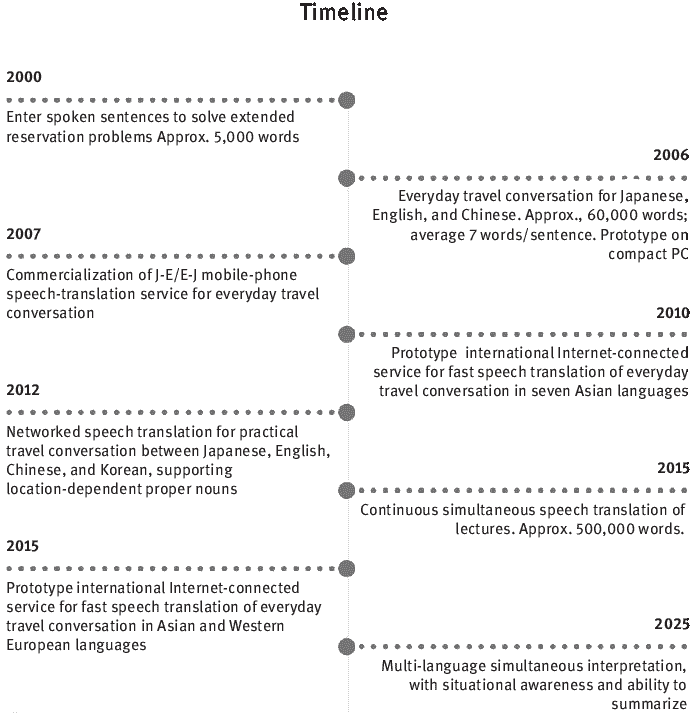 Timeline
2000
Enter spoken sentences to solve extended
reservation problems Approx. 5,000 words
2006
Everyday travel conversation for Japanese,
English, and Chinese. Approx., 60,000 words;
average 7 words/sentence. Prototype on
compact PC
2007
Commercialization of J-E/E-J mobile-phone
speech-translation service for everyday travel
conversation
2010
Prototype international Internet-connected
service for fast speech translation of everyday
travel conversation in seven Asian languages
2012
Networked speech translation for practical
travel conversation between Japanese, English,
Chinese, and Korean, supporting
location-dependent proper nouns
2015
Continuous simultaneous speech translation of
lectures. Approx. 500,000 words.
2015
Prototype international Internet-connected
service for fast speech translation of everyday
travel conversation in Asian and Western
European languages
2025
Multi-language simultaneous interpretation,
with situational awareness and ability to
summarize